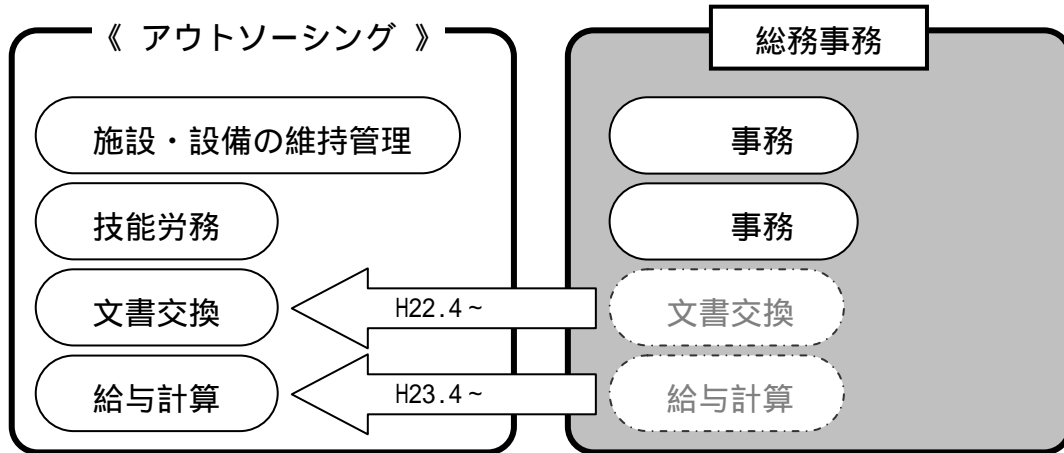 《 アウトソーシング 》
施設・設備の維持管理
技能労務
文書交換
給与計算
H22.4~
H23.4~
総務事務
事務
事務
文書交換
給与計算